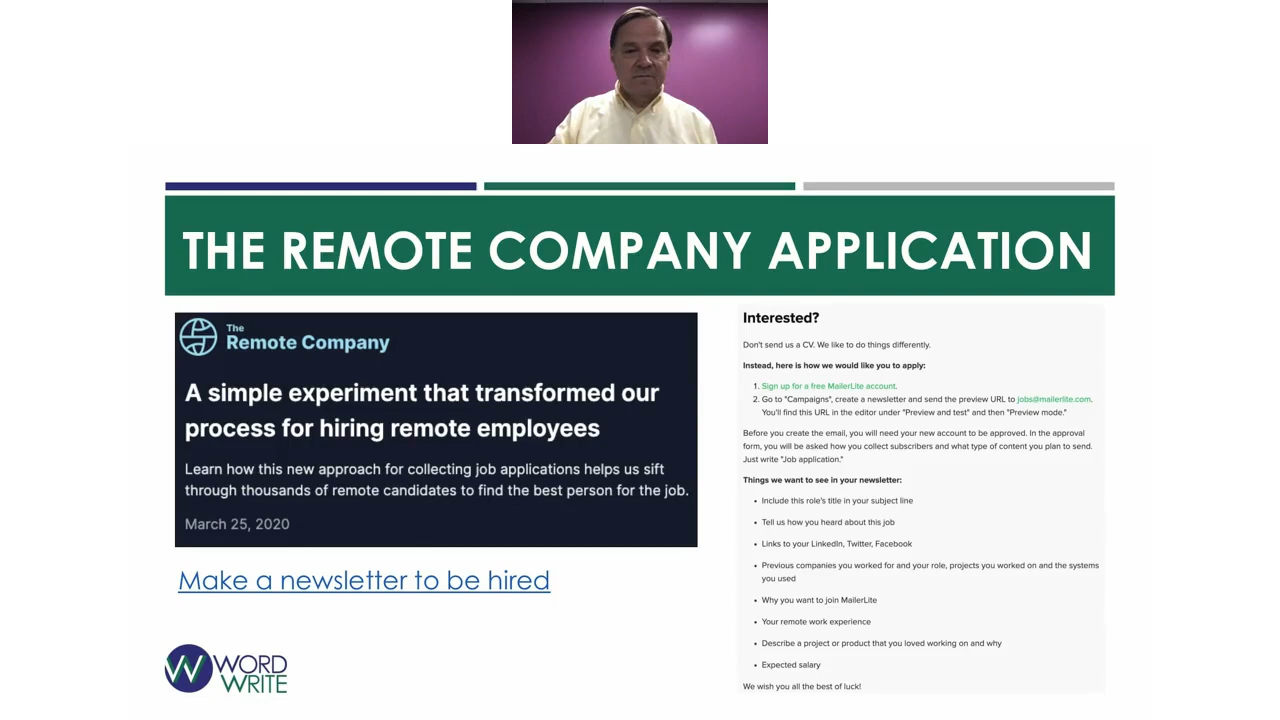 THE REMOTE COMPANY APPLICATION
The
Remote Company
A simple experiment that transformed our
process for hiring remote employees
Learn how this new approach for collecting job applications helps us sift
through thousands of remote candidates to find the best person for the job.
March 25, 2020
Make a newsletter to be hired
WORD
WRITE
Interested?
Don't send us a CV. We like to do things differently.
Instead, here is how we would like you to apply:
1. Sign up for a free MailerLite account.
2. Go to "Campaigns", create a newsletter and send the preview URL to jobs@mailerlite.com.
You'll find this URL in the editor under "Preview and test" and then "Preview mode."
Before you create the email, you will need your new account to be approved. In the approval
form, you will be asked how you collect subscribers and what type of content you plan to send.
Just write "Job application."
Things we want to see in your newsletter:
• Include this role's title in your subject line
• Tell us how you heard about this job
• Links to your LinkedIn, Twitter, Facebook
• Previous companies you worked for and your role, projects you worked on and the systems
you used
• Why you want to join MailerLite
• Your remote work experience
• Describe a project or product that you loved working on and why
• Expected salary
We wish you all the best of luck!